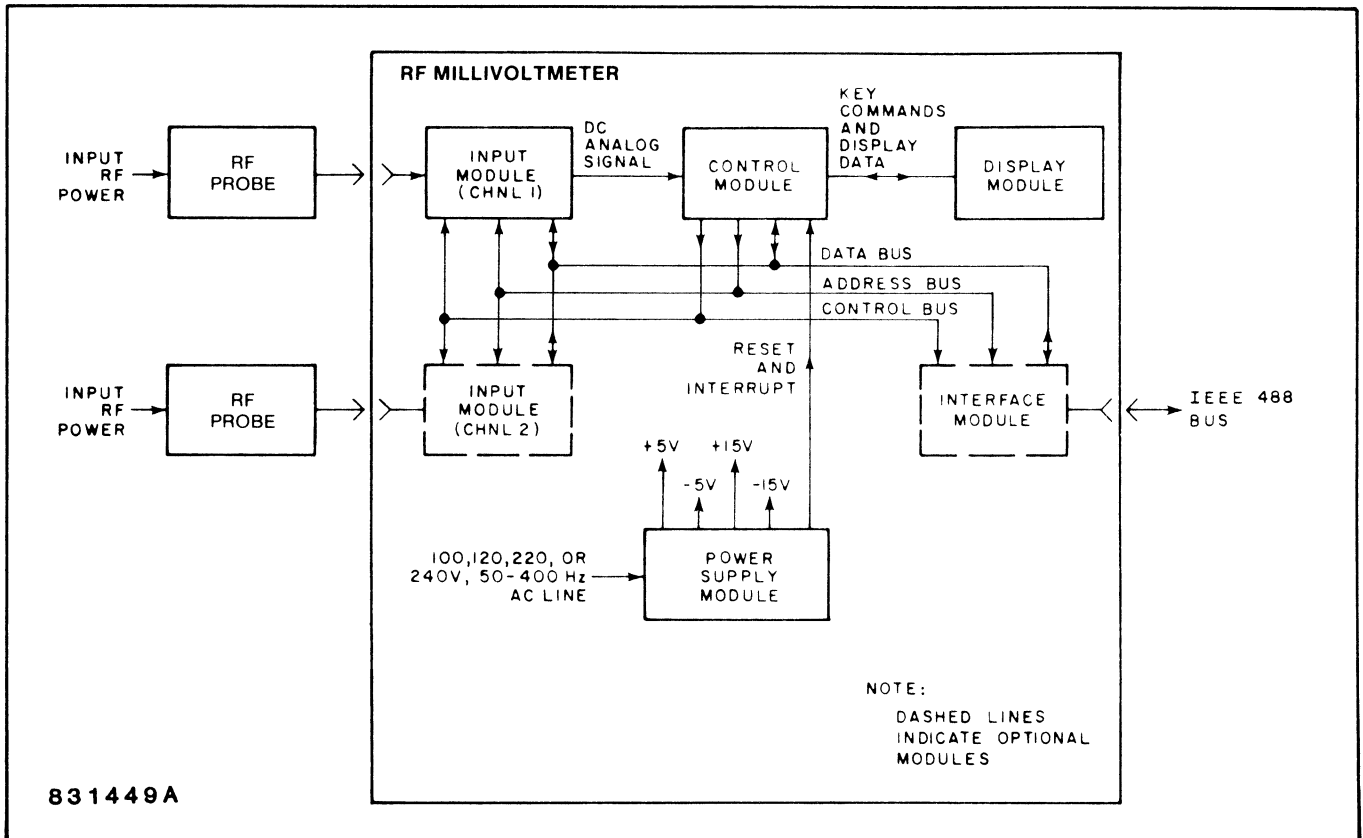 RF MILLIVOLTMETER
INPUT
RF
POWER
RF
PROBE
INPUT
MODULE
(CHNL 1)
DC
ANALOG
SIGNAL
CONTROL
MODULE
KEY
COMMANDS
AND
DISPLAY
DATA
DISPLAY
MODULE
DATA BUS
ADDRESS BUS
CONTROL BUS
INPUT
RF
POWER
RF
PROBE
INPUT
MODULE
(CHNL 2)
RESET
AND
INTERRUPT
INTERFACE
MODULE
IEEE 488
BUS
+5V
-5V
+15V
-15V
100,120,220, OR
240V, 50-400 Hz
AC LINE
POWER
SUPPLY
MODULE
NOTE:
DASHED LINES
INDICATE OPTIONAL
MODULES
831449A